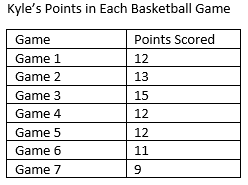 Kyle's Points in Each Basketball Game
Game Points Scored
Game 1 12
Game 2 13
Game 3 15
Game 4 12
Game 5 12
Game 6 11
Game 7 9